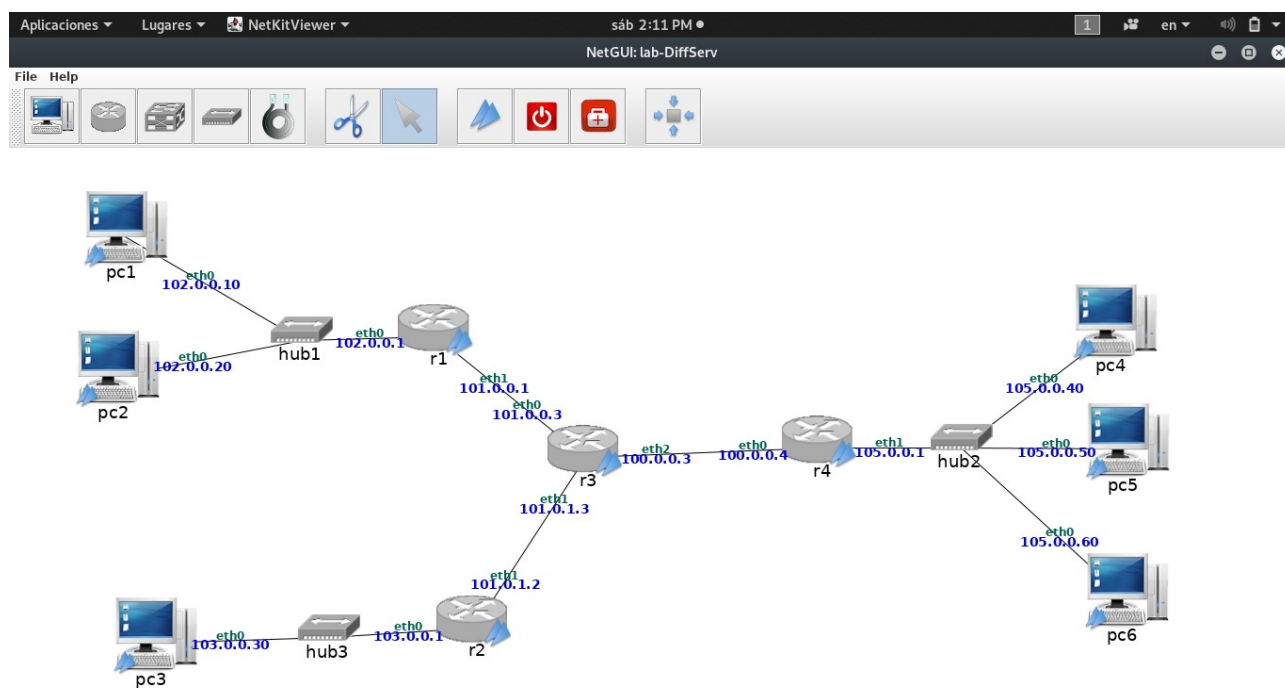 Aplicaciones Lugares NetKitViewer sáb 2:11 PM 1 en
NetGUI: lab-DiffServ
File Help
pc1
eth0
102.0.0.10
pc2
eth0
102.0.0.20
hub1
eth0
102.0.0.1
r1
eth1
101.0.0.1
eth0
101.0.0.3
r3
eth2
100.0.0.3
eth0
100.0.0.4
r4
eth1
105.0.0.1
hub2
eth0
105.0.0.40
pc4
eth0
105.0.0.50
pc5
eth0
105.0.0.60
pc6
eth1
101.0.1.3
eth1
101.0.1.2
r2
eth0
103.0.0.1
hub3
eth0
103.0.0.30
pc3